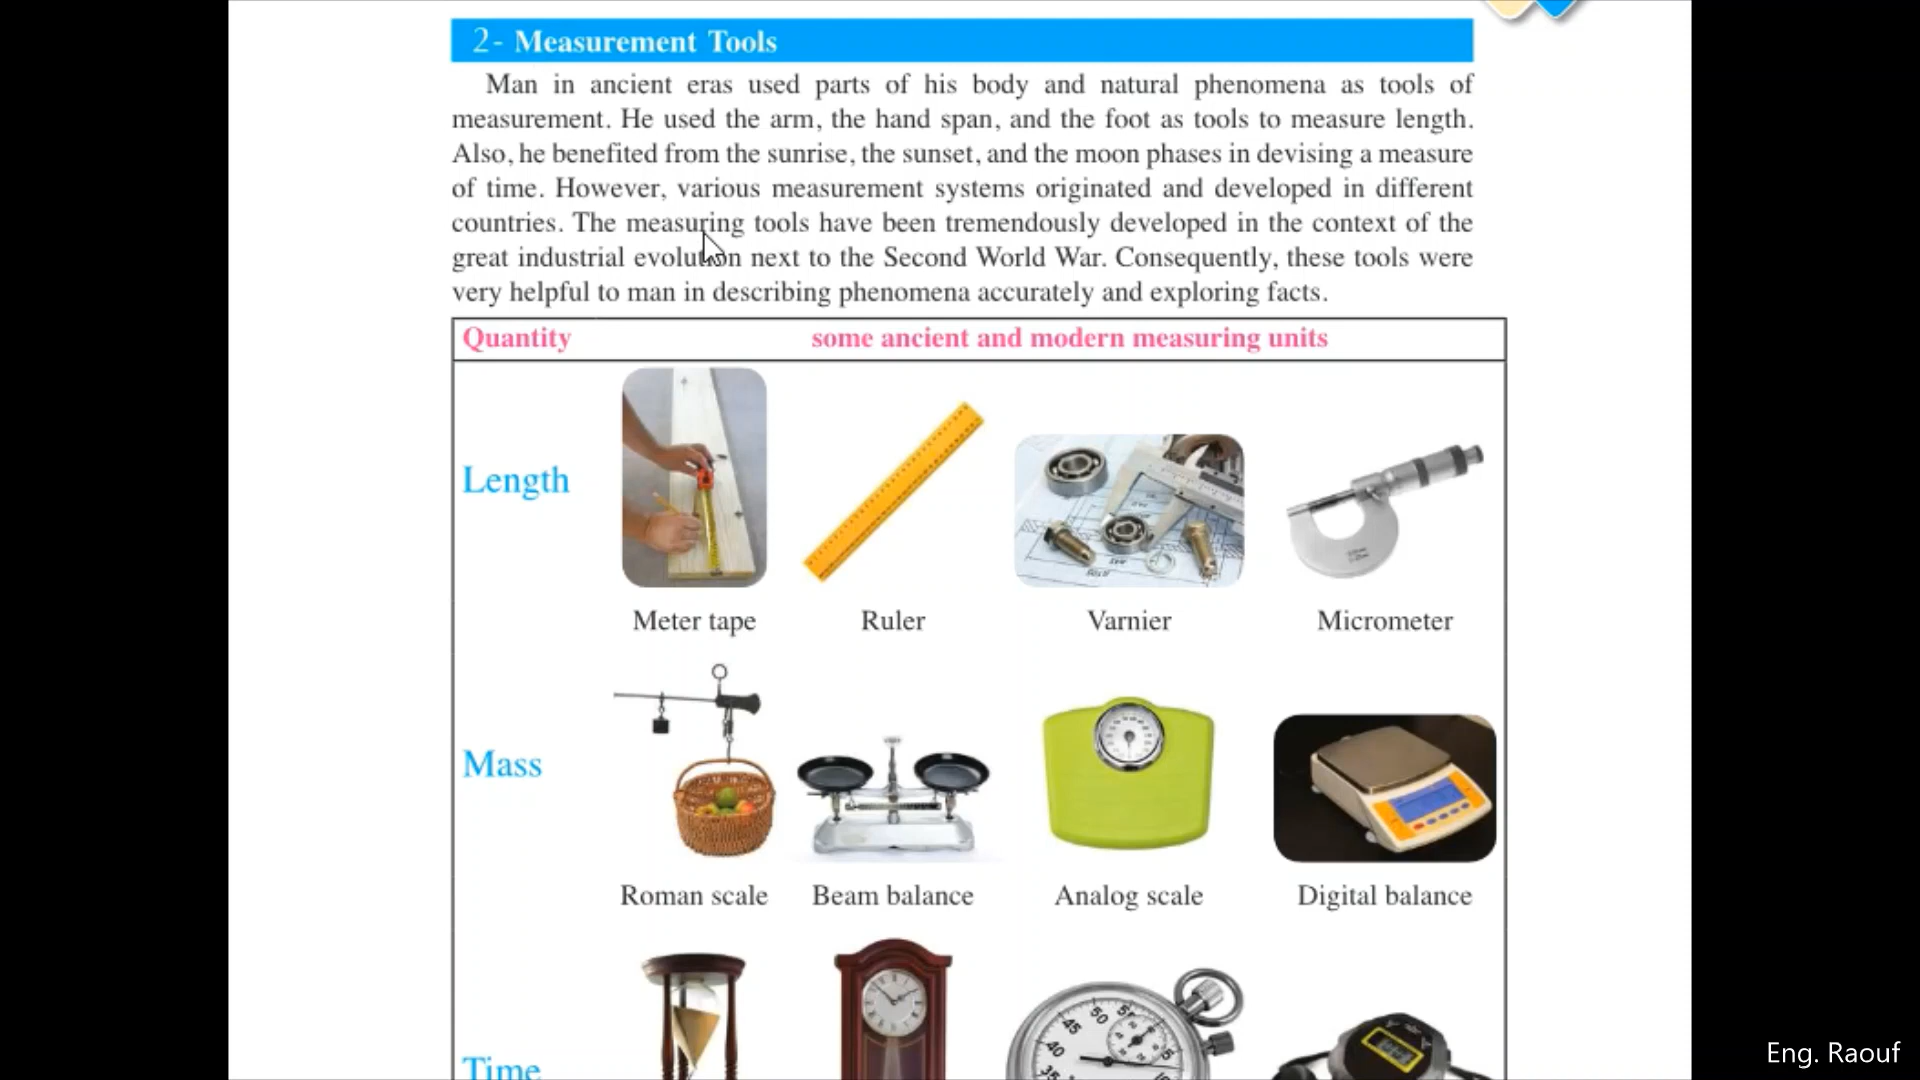 2- Measurement Tools
Man in ancient eras used parts of his body and natural phenomena as tools of
measurement. He used the arm, the hand span, and the foot as tools to measure length.
Also, he benefited from the sunrise, the sunset, and the moon phases in devising a measure
of time. However, various measurement systems originated and developed in different
countries. The measuring tools have been tremendously developed in the context of the
great industrial evolution next to the Second World War. Consequently, these tools were
very helpful to man in describing phenomena accurately and exploring facts.
Quantity some ancient and modern measuring units
Length
Meter tape Ruler Varnier Micrometer
Mass
Roman scale Beam balance Analog scale Digital balance
50 5
45
40
35
Time
Eng. Raouf